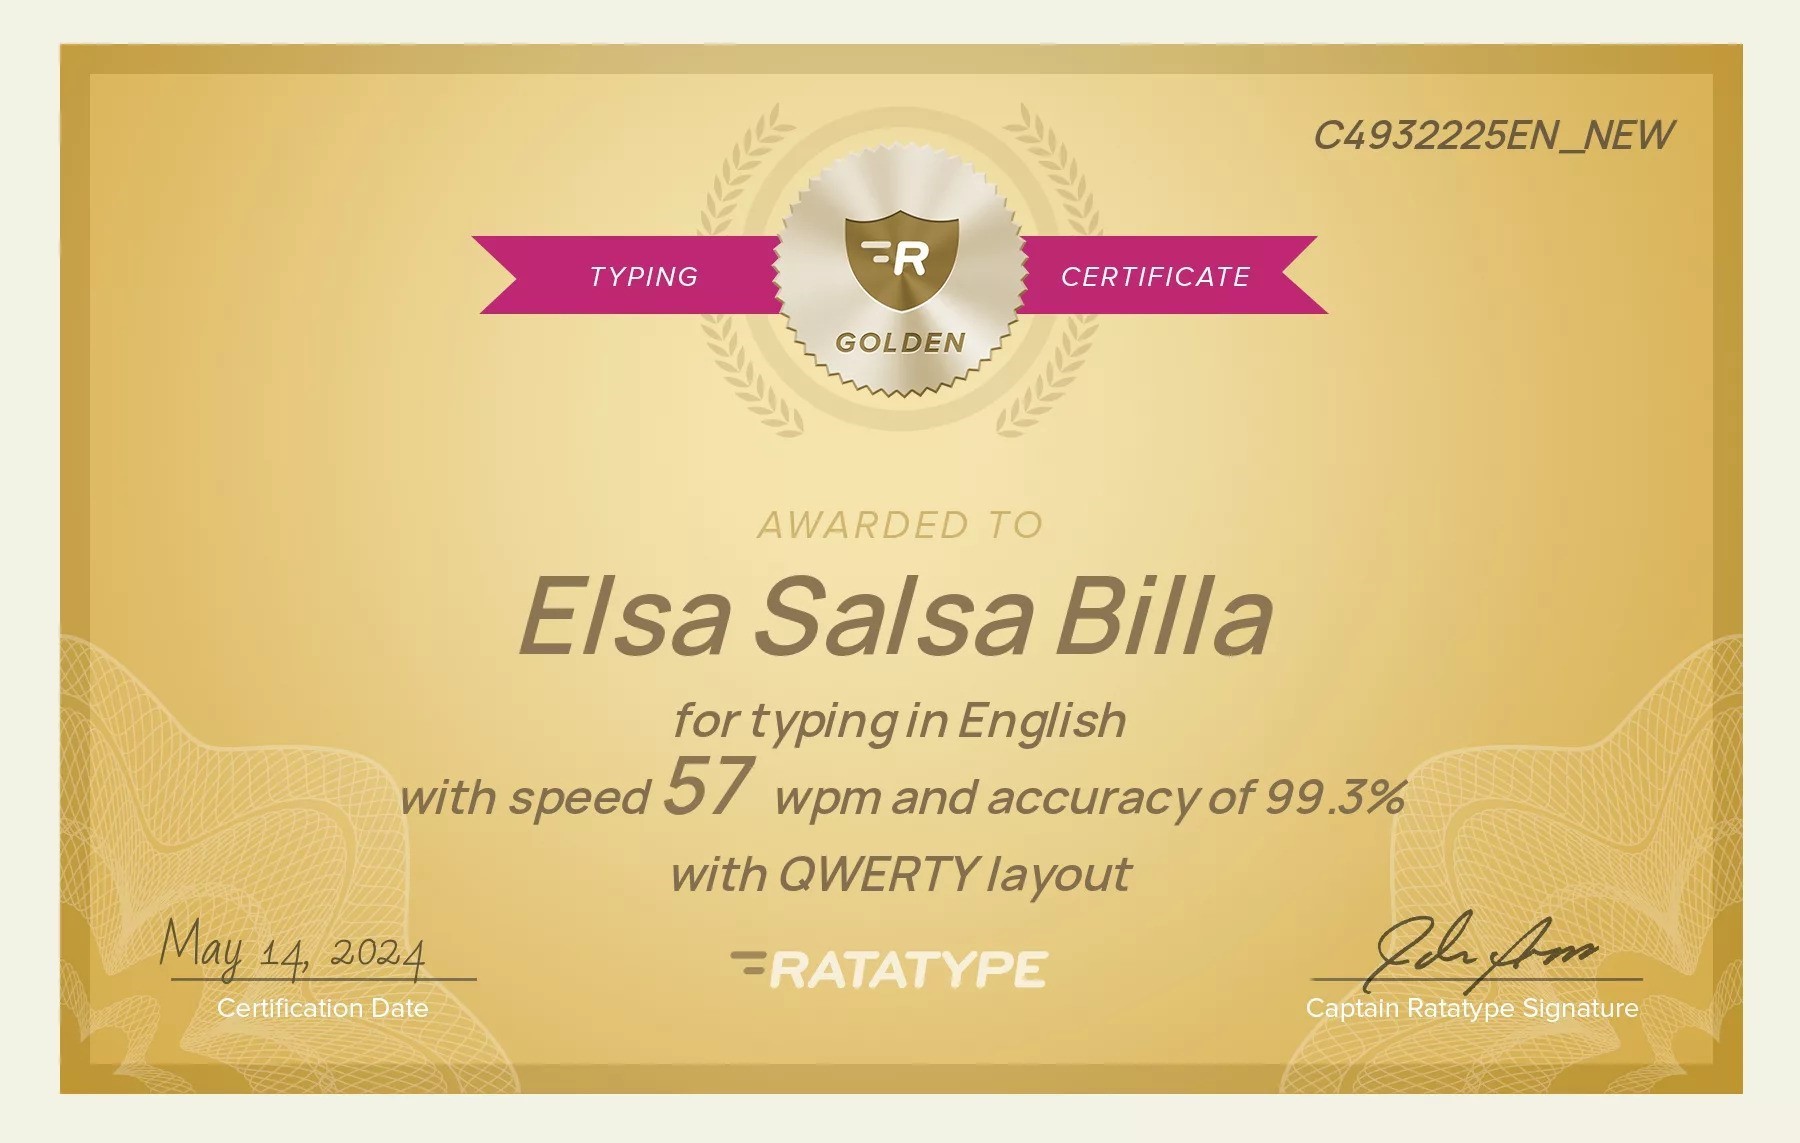 C4932225EN_NEW
TYPING
R
CERTIFICATE
GOLDEN
AWARDED TO
Elsa Salsa Billa
for typing in English
with speed 57 wpm and accuracy of 99.3%
with QWERTY layout
May 14, 2024
Certification Date
RATATYPE
Captain Ratatype Signature